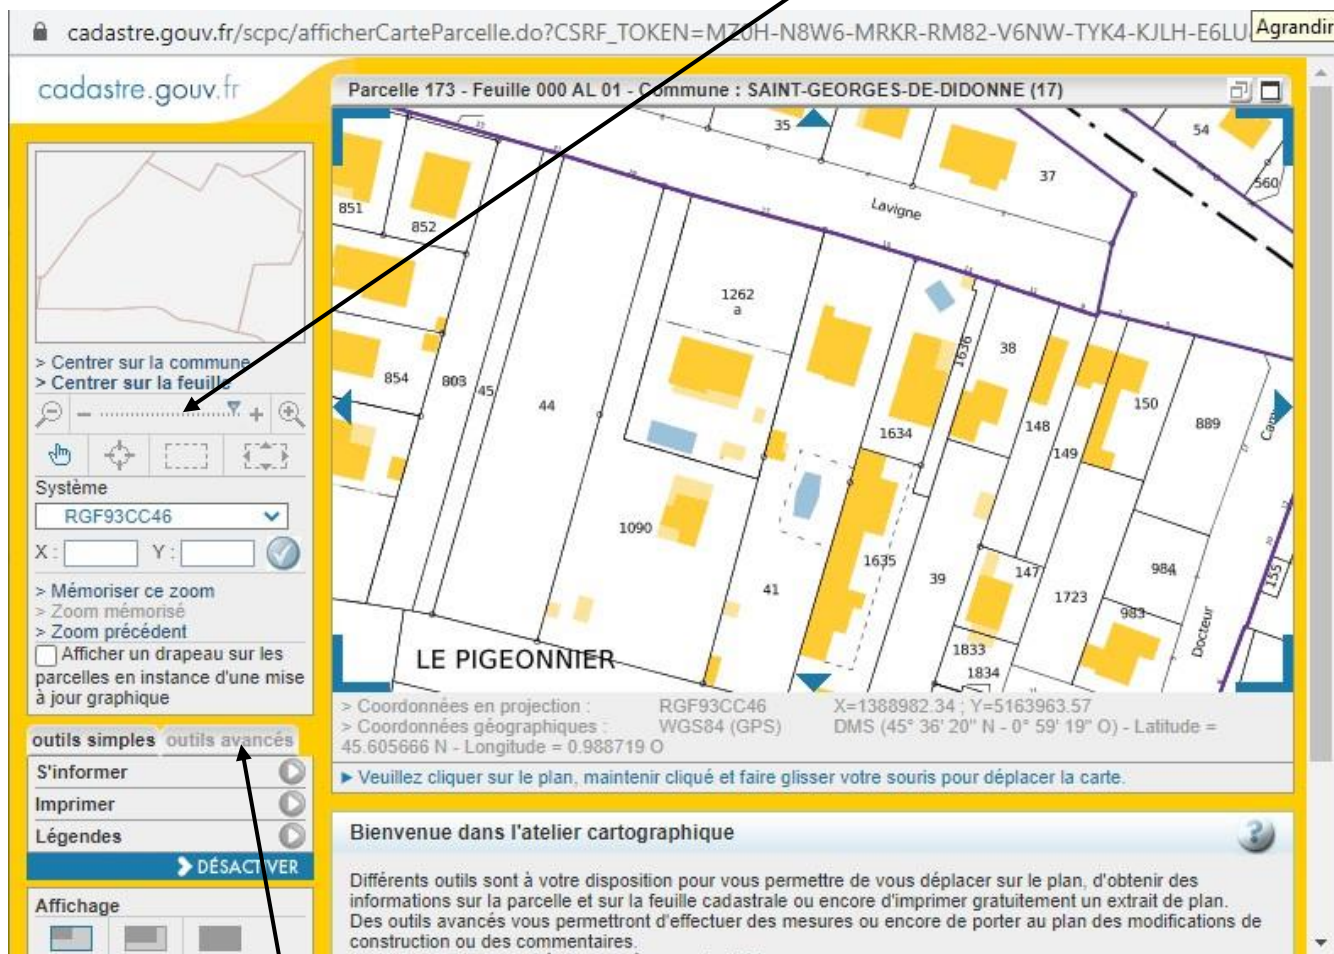 cadastre.gouv.fr/scpc/afficherCarteParcelle.do?CSRF_TOKEN=MZ0H-N8W6-MRKR-RM82-V6NW-TYK4-KJLH-E6LU
Agrandir
cadastre.gouv.fr
Parcelle 173 - Feuille 000 AL 01 - Commune : SAINT-GEORGES-DE-DIDONNE (17)
> Centrer sur la commune
> Centrer sur la feuille
Système
RGF93CC46
X : Y :
> Mémoriser ce zoom
> Zoom mémorisé
> Zoom précédent
Afficher un drapeau sur les
parcelles en instance d'une mise
à jour graphique
outils simples outils avancés
S'informer
Imprimer
Légendes
DÉSACTIVER
Affichage
35
54
37
560
851
852
Lavigne
1262
a
1636
38
854
803
45
44
150
889
1634
148
149
1090
1635
147
984
155
41
39
1723
983
Docteur
1833
1834
LE PIGEONNIER
> Coordonnées en projection : RGF93CC46 X=1388982.34 ; Y=5163963.57
> Coordonnées géographiques : WGS84 (GPS) DMS (45° 36' 20" N - 0° 59' 19" O) - Latitude =
45.605666 N - Longitude = 0.988719 O
Veuillez cliquer sur le plan, maintenir cliqué et faire glisser votre souris pour déplacer la carte.
Bienvenue dans l'atelier cartographique
Différents outils sont à votre disposition pour vous permettre de vous déplacer sur le plan, d'obtenir des
informations sur la parcelle et sur la feuille cadastrale ou encore d'imprimer gratuitement un extrait de plan.
Des outils avancés vous permettront d'effectuer des mesures ou encore de porter au plan des modifications de
construction ou des commentaires.